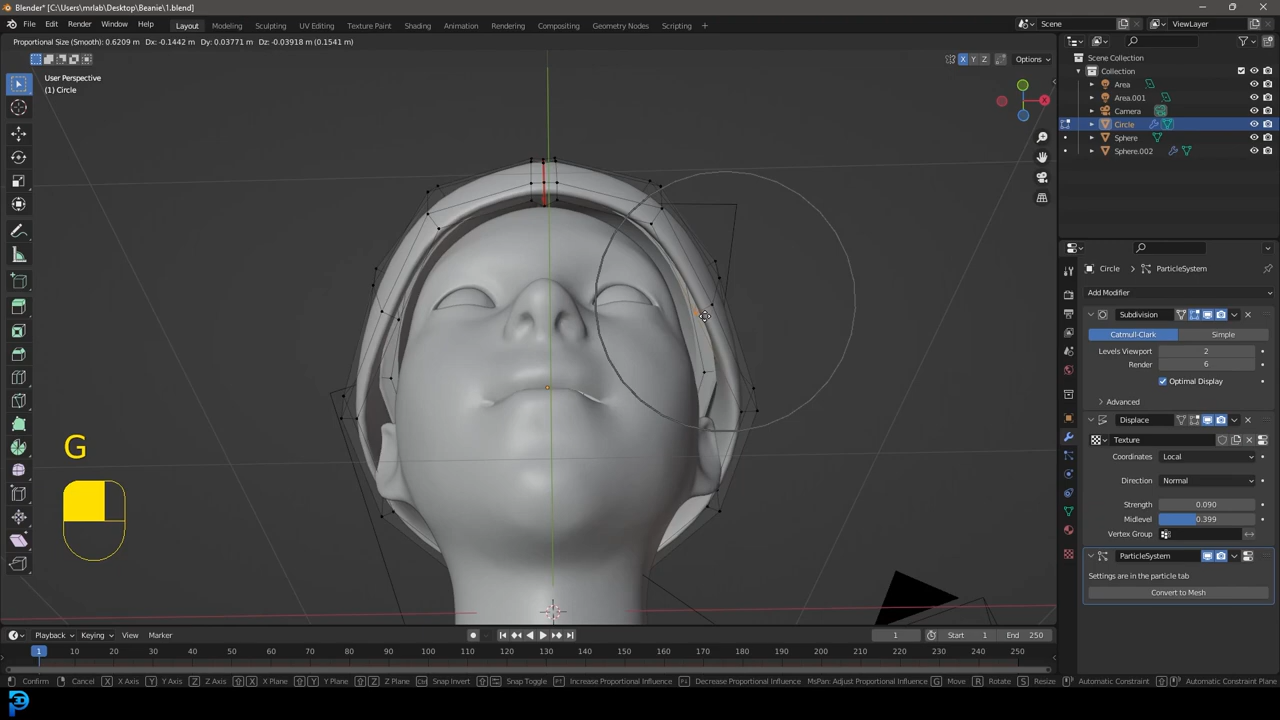 Blender* [C:\Users\mrlab\Desktop\Beanie\1.blend]
File Edit Render Window Help Layout Modeling Sculpting UV Editing Texture Paint Shading Animation Rendering Compositing Geometry Nodes Scripting Scene ViewLayer
Proportional Size (Smooth): 0.6209 m Dx: -0.1442 m Dy: 0.03771 m Dz: -0.03918 m (0.1541 m)
X Y Z Options
User Perspective
(1) Circle
X
G
Scene Collection
Collection
Area
Area.001
Camera
Circle
Sphere
Sphere.002
Circle ParticleSystem
Add Modifier
Subdivision
Catmull-Clark Simple
Levels Viewport 2
Render 6
Optimal Display
Advanced
Displace
Texture
Coordinates Local
Direction Normal
Strength 0.090
Midlevel 0.399
Vertex Group
ParticleSystem
Settings are in the particle tab
Convert to Mesh
Playback Keying View Marker 1 Start 1 End 250
1 10 20 30 40 50 60 70 80 90 100 110 120 130 140 150 160 170 180 190 200 210 220 230 240 250
Confirm Cancel X X Axis Y Y Axis Z Z Axis X X Plane Y Y Plane Z Z Plane Snap Invert Snap Toggle Increase Proportional Influence Decrease Proportional Influence MsPan: Adjust Proportional Influence G Move R Rotate S Resize Automatic Constraint Automatic Constraint Plane